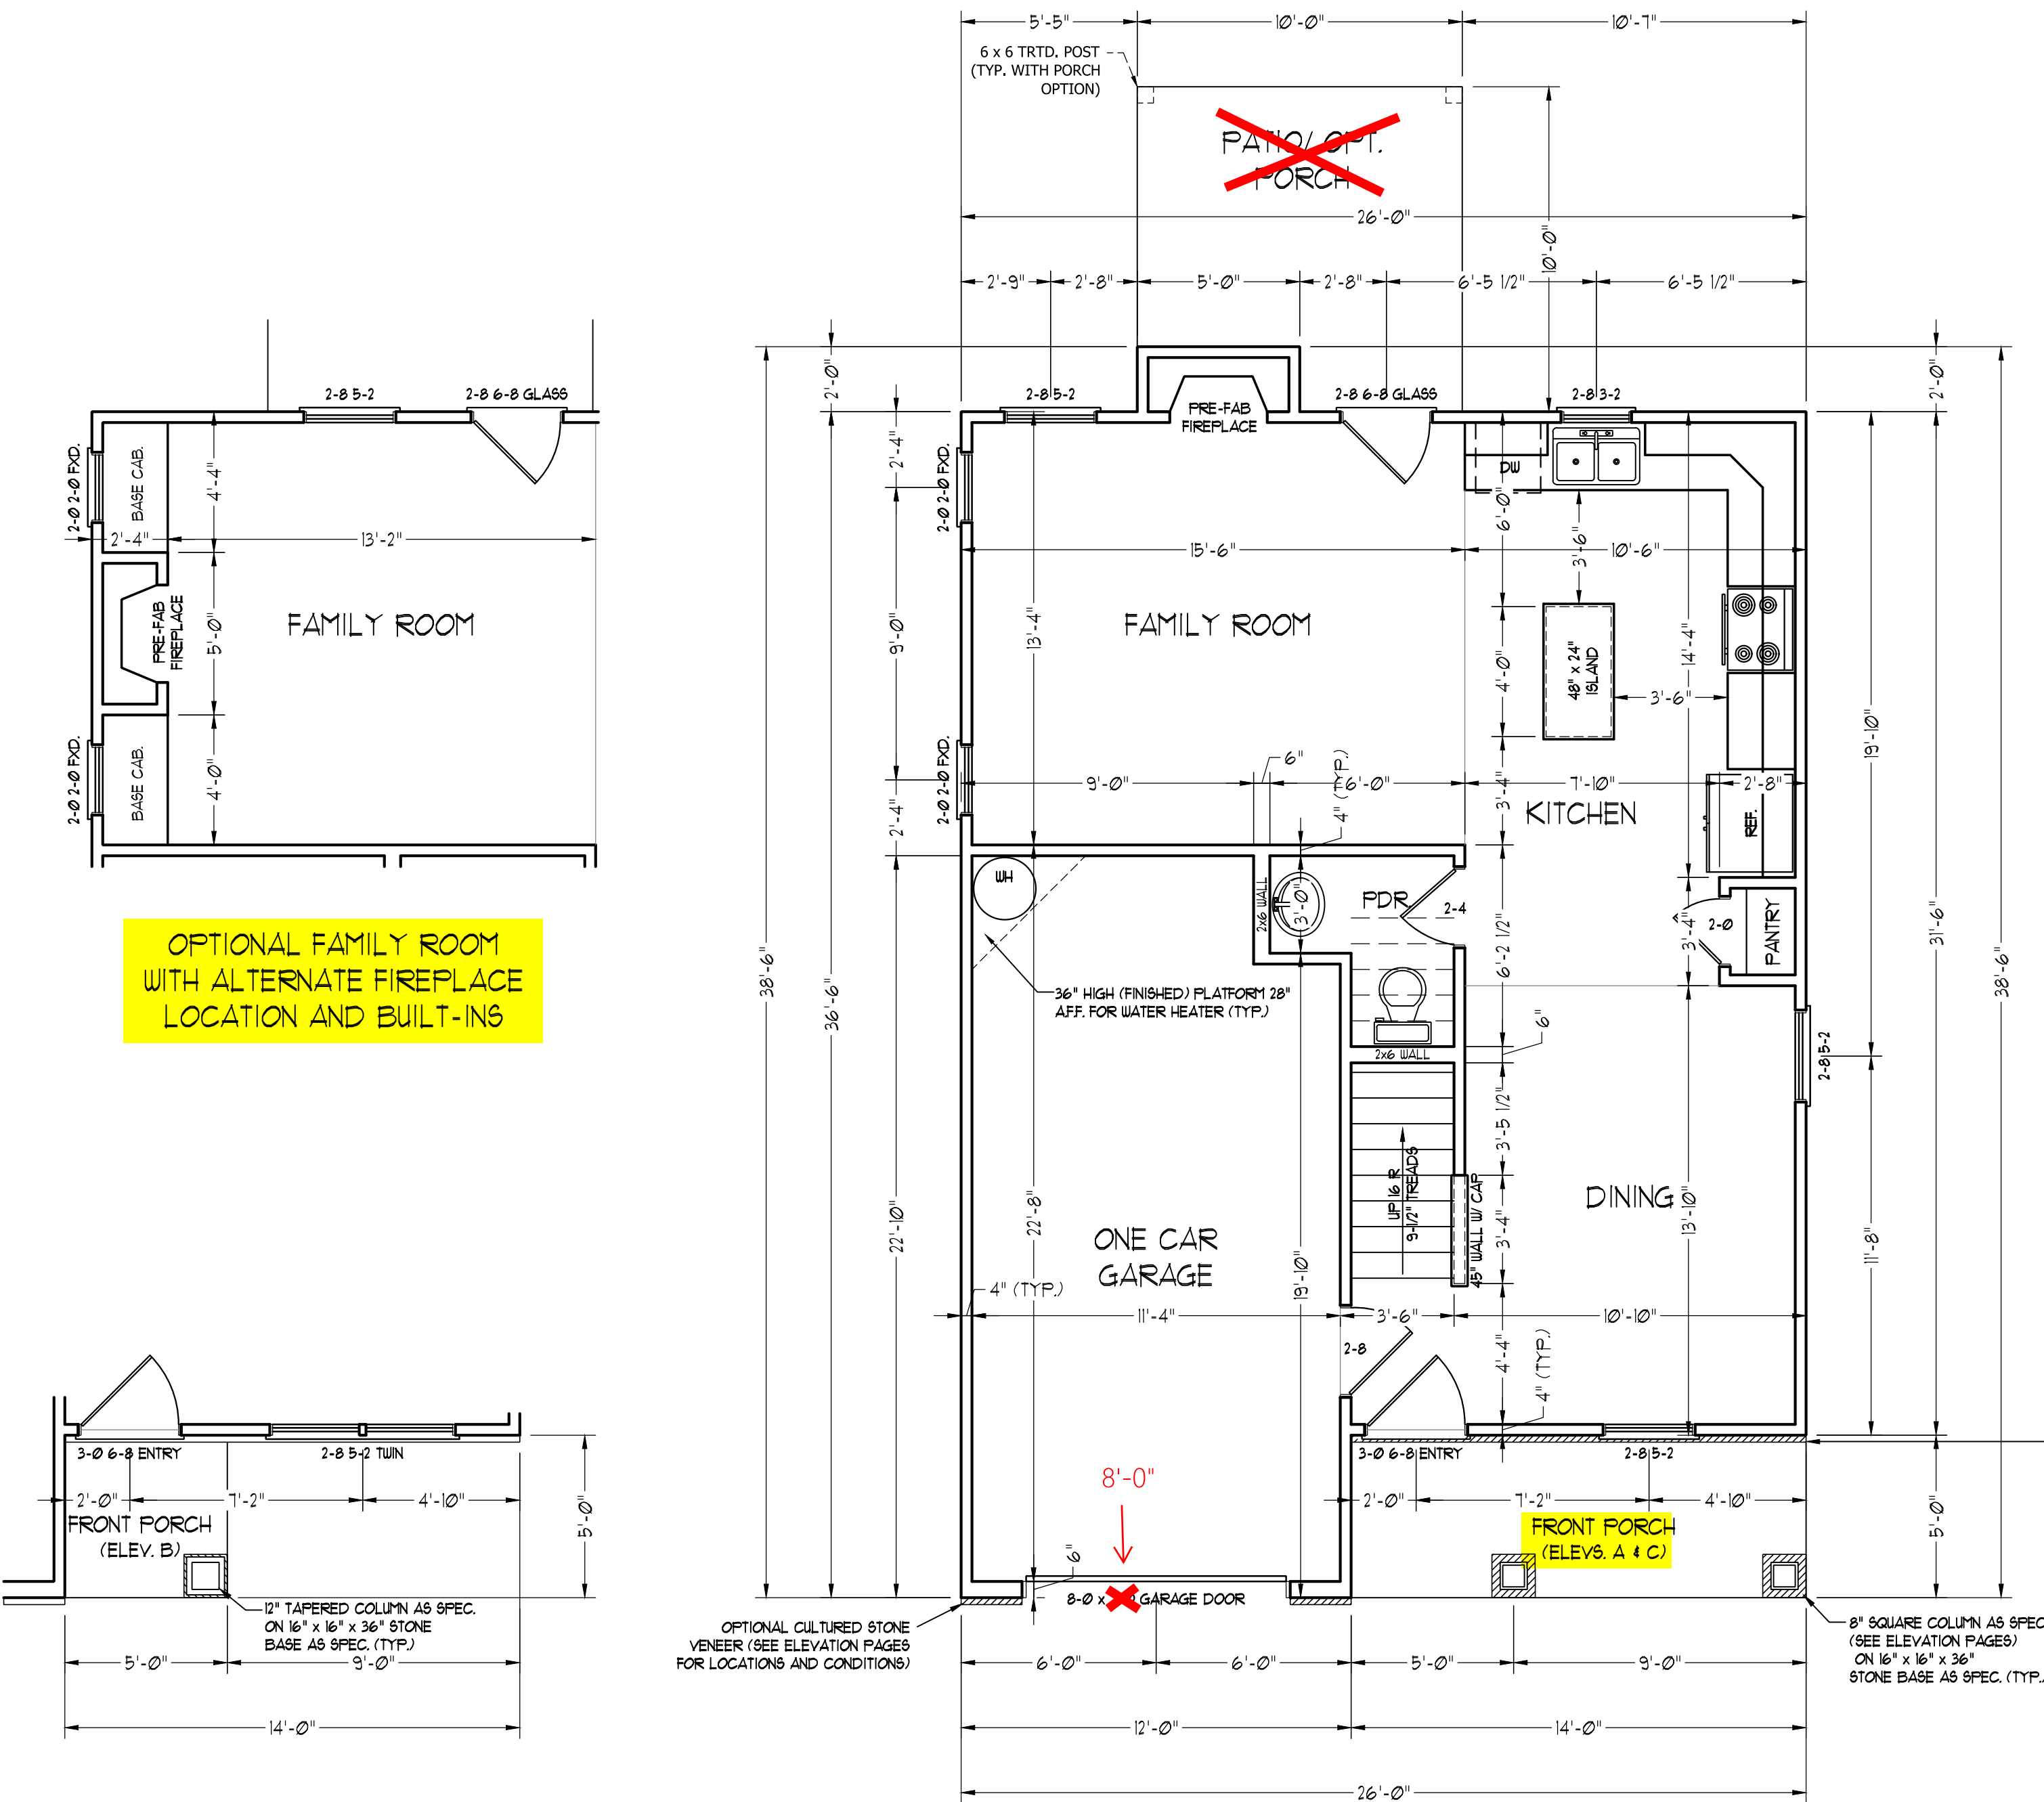 5'-5"
10'-0"
10'-7"
6 x 6 TRTD. POST
(TYP. WITH PORCH
OPTION)
PATIO/ OPT.
PORCH
26'-0"
10'-0"
2'-9"
2'-8"
5'-0"
2'-8"
6'-5 1/2"
6'-5 1/2"
2'-0"
2'-0"
2-8 5-2
2-8 6-8 GLASS
2-8 5-2
PRE-FAB
FIREPLACE
2-8 6-8 GLASS
2-8 3-2
2-0 2-0 FXD.
BASE CAB.
4'-4"
2'-4"
13'-2"
PRE-FAB
FIREPLACE
5'-0"
FAMILY ROOM
2-0 2-0 FXD.
BASE CAB.
4'-0"
2'-4"
2-0 2-0 FXD.
9'-0"
2-0 2-0 FXD.
2'-4"
DW
6'-0"
3'-6"
15'-6"
10'-6"
13'-4"
FAMILY ROOM
4'-0"
48" x 24"
ISLAND
14'-4"
3'-6"
19'-10"
6"
4" (TYP.)
9'-0"
6'-0"
3'-4"
7'-10"
2'-8"
KITCHEN
REF.
WH
2x6 WALL
3'-0"
PDR.
2-4
6'-2 1/2"
3'-4"
2-0
PANTRY
31'-6"
38'-6"
OPTIONAL FAMILY ROOM
WITH ALTERNATE FIREPLACE
LOCATION AND BUILT-INS
38'-6"
36'-6"
36" HIGH (FINISHED) PLATFORM 28"
A.F.F. FOR WATER HEATER (TYP.)
2x6 WALL
6"
2-8 5-2
3'-5 1/2"
UP 16 R
9-1/2" TREADS
45" WALL W/ CAP
3'-4"
DINING
13'-10"
11'-8"
22'-10"
22'-8"
ONE CAR
GARAGE
19'-10"
4" (TYP.)
11'-4"
3'-6"
10'-10"
2-8
4'-4"
4" (TYP.)
3-0 6-8 ENTRY
2-8 5-2 TWIN
2'-0"
7'-2"
4'-10"
FRONT PORCH
(ELEV. B)
5'-0"
12" TAPERED COLUMN AS SPEC.
ON 16" x 16" x 36" STONE
BASE AS SPEC. (TYP.)
5'-0"
9'-0"
14'-0"
8'-0"
6"
8-0 x
GARAGE DOOR
3-0 6-8 ENTRY
2-8 5-2
2'-0"
7'-2"
4'-10"
FRONT PORCH
(ELEVS. A & C)
5'-0"
OPTIONAL CULTURED STONE
VENEER (SEE ELEVATION PAGES
FOR LOCATIONS AND CONDITIONS)
8" SQUARE COLUMN AS SPEC
(SEE ELEVATION PAGES)
ON 16" x 16" x 36"
STONE BASE AS SPEC. (TYP.
6'-0"
6'-0"
5'-0"
9'-0"
12'-0"
14'-0"
26'-0"